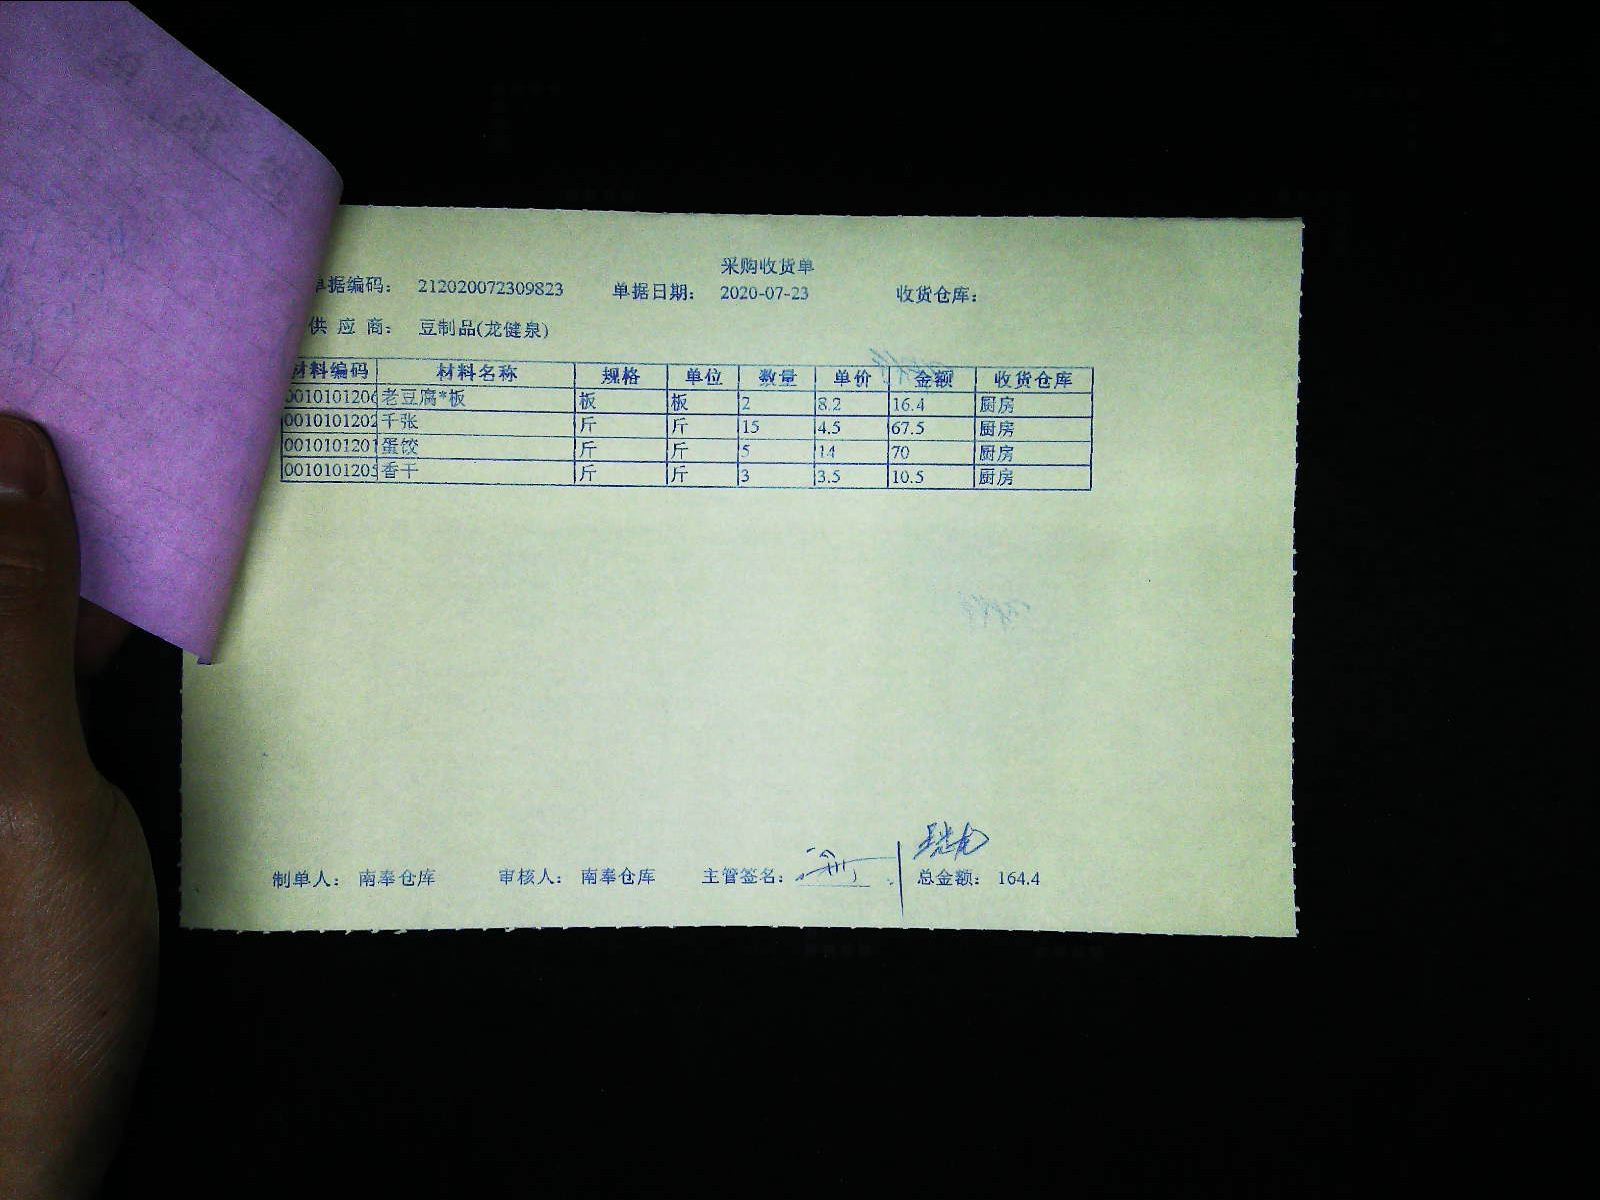 采购收货单
单据编码： 212020072309823 单据日期： 2020-07-23 收货仓库：
供 应 商： 豆制品(龙健泉)
材料编码 材料名称 规格 单位 数量 单价 金额 收货仓库
0010101206 老豆腐*板 板 板 2 8.2 16.4 厨房
0010101202 千张 斤 斤 15 4.5 67.5 厨房
0010101201 蛋饺 斤 斤 5 14 70 厨房
0010101205 香干 斤 斤 3 3.5 10.5 厨房
制单人： 南奉仓库 审核人： 南奉仓库 主管签名： 总金额： 164.4